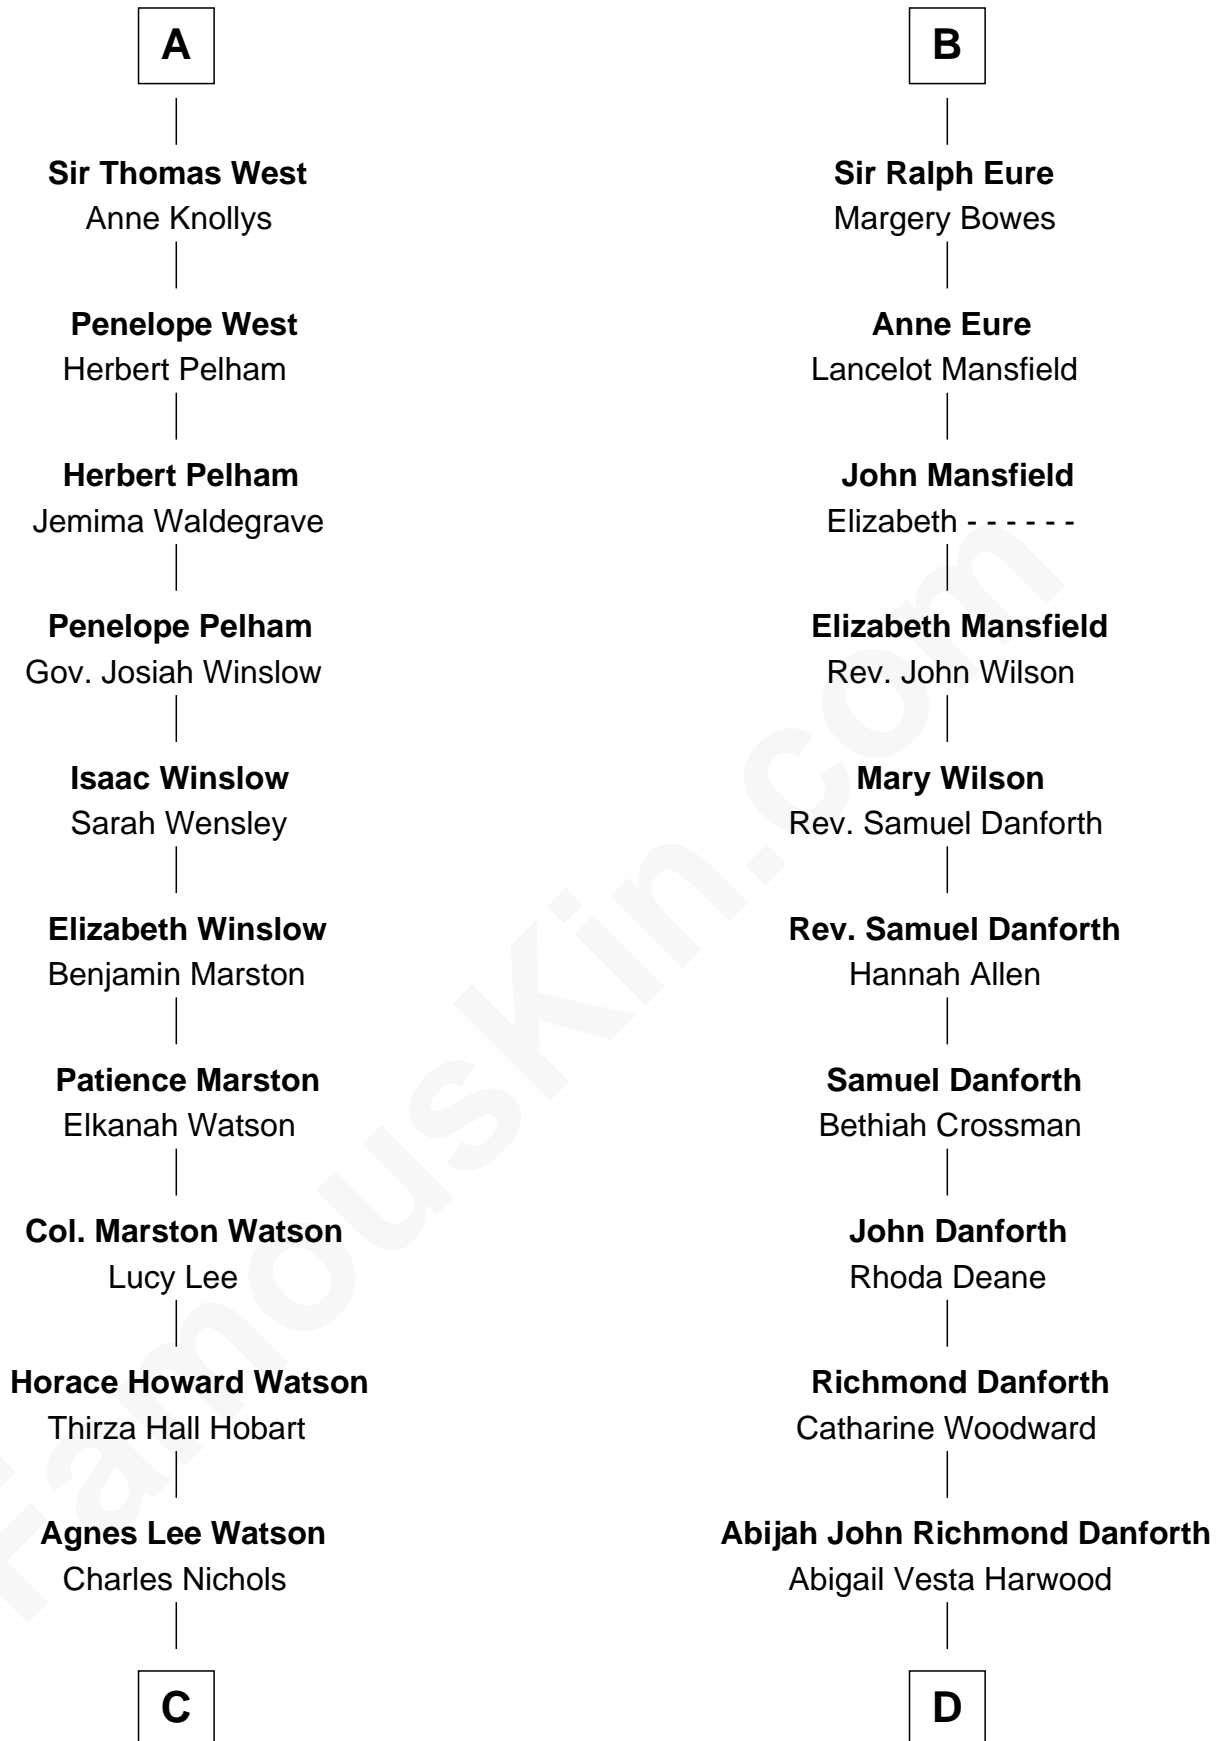 A
Sir Thomas West
Anne Knollys
Penelope West
Herbert Pelham
Herbert Pelham
Jemima Waldegrave
Penelope Pelham
Gov. Josiah Winslow
Isaac Winslow
Sarah Wensley
Elizabeth Winslow
Benjamin Marston
Patience Marston
Elkanah Watson
Col. Marston Watson
Lucy Lee
Horace Howard Watson
Thirza Hall Hobart
Agnes Lee Watson
Charles Nichols
C
B
Sir Ralph Eure
Margery Bowes
Anne Eure
Lancelot Mansfield
John Mansfield
Elizabeth - - - - - -
Elizabeth Mansfield
Rev. John Wilson
Mary Wilson
Rev. Samuel Danforth
Rev. Samuel Danforth
Hannah Allen
Samuel Danforth
Bethiah Crossman
John Danforth
Rhoda Deane
Richmond Danforth
Catharine Woodward
Abijah John Richmond Danforth
Abigail Vesta Harwood
D
FamousKin.com